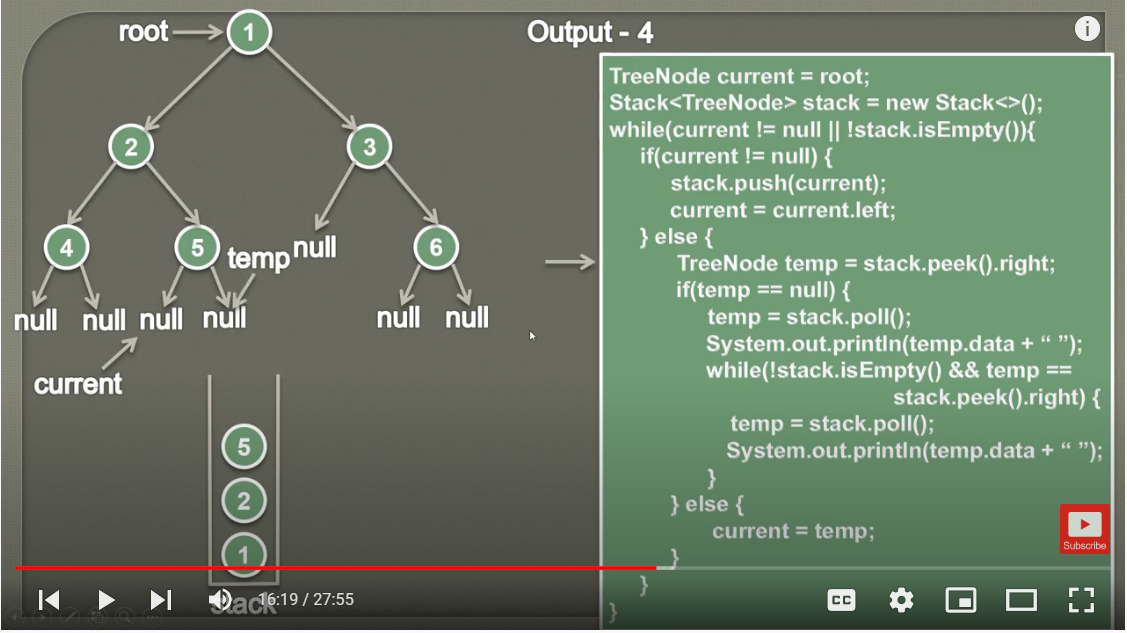 root
1
Output - 4
2
3
4
5
temp
null
6
null
null
null
null
null
null
current
5
2
1
stack
TreeNode current = root;
Stack<TreeNode> stack = new Stack<>();
while(current != null || !stack.isEmpty()){
if(current != null) {
stack.push(current);
current = current.left;
} else {
TreeNode temp = stack.peek().right;
if(temp == null) {
temp = stack.poll();
System.out.println(temp.data + “ ”);
while(!stack.isEmpty() && temp ==
stack.peek().right) {
temp = stack.poll();
System.out.println(temp.data + “ ”);
}
} else {
current = temp;
}
}
}
Subscribe
16:19 / 27:55
CC